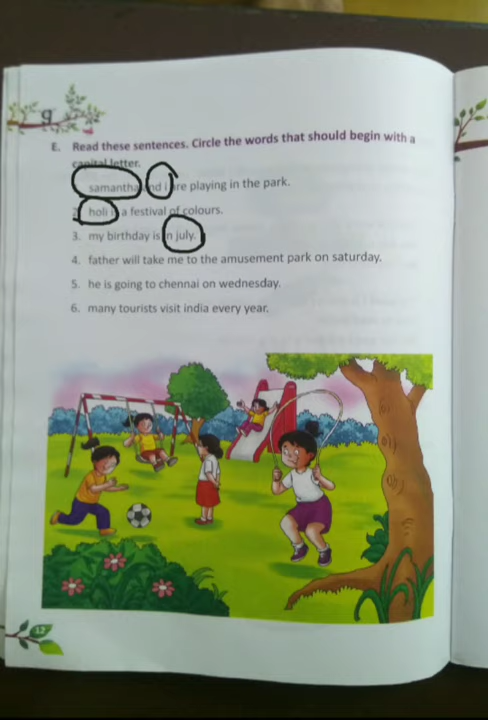 E. Read these sentences. Circle the words that should begin with a
capital letter.
samantha and i are playing in the park.
2. holi is a festival of colours.
3. my birthday is in july.
4. father will take me to the amusement park on saturday.
5. he is going to chennai on wednesday.
6. many tourists visit india every year.
12